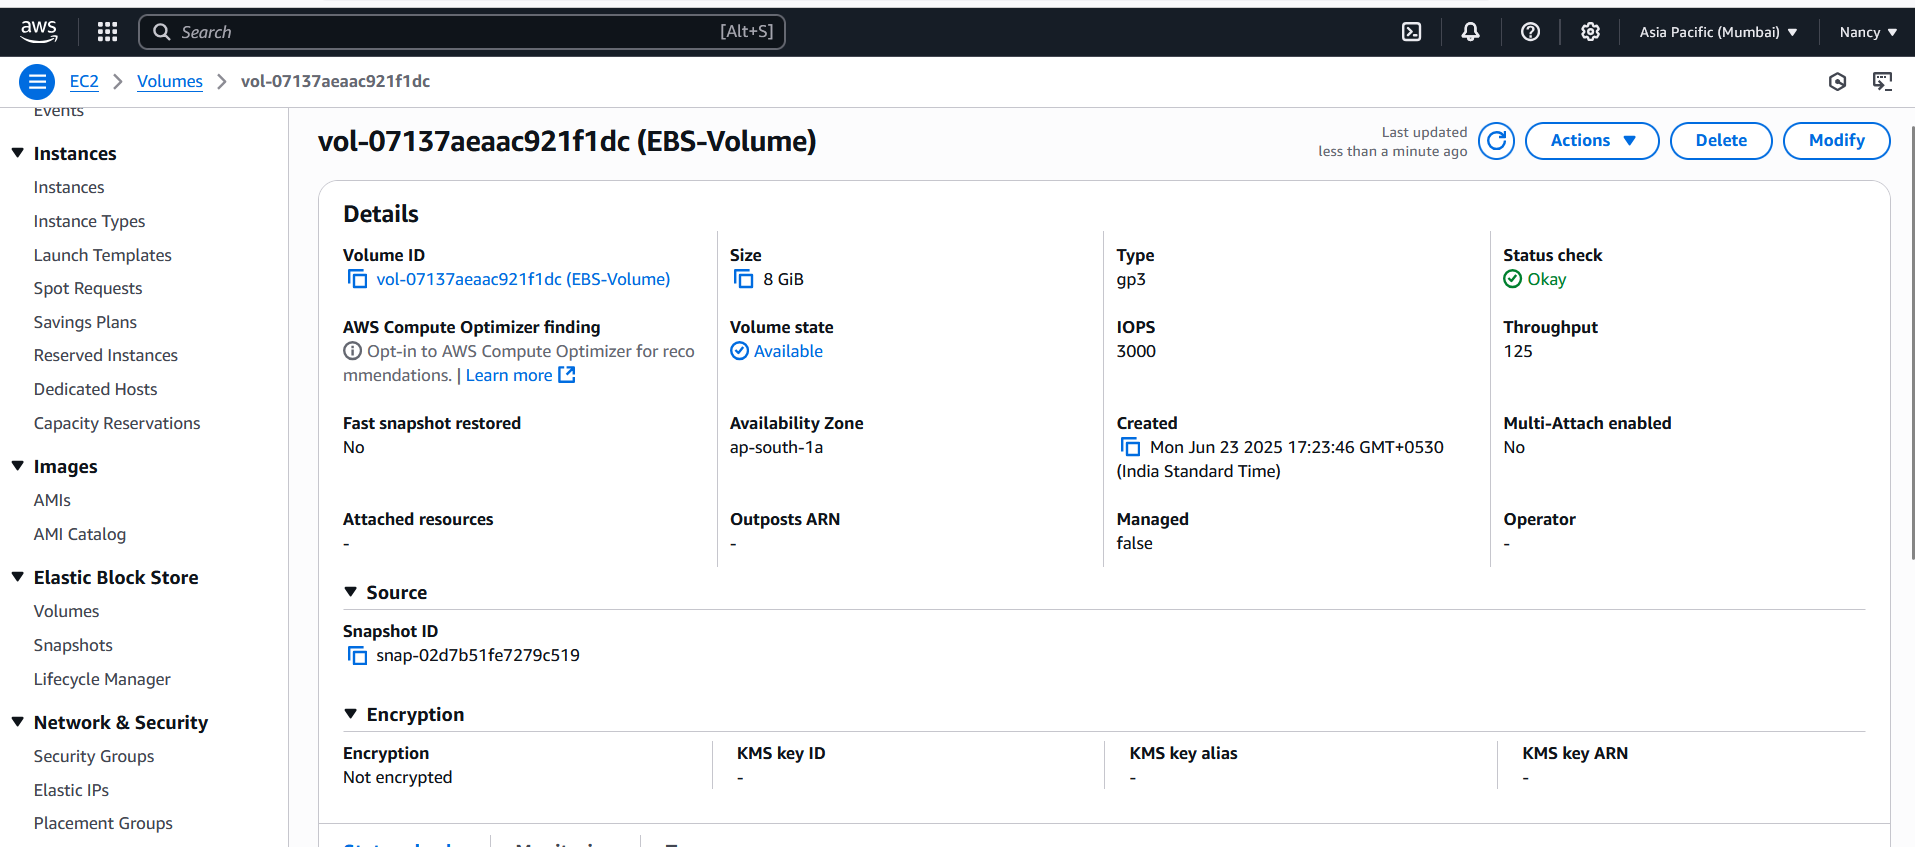 aws
Search
[Alt+S]
Asia Pacific (Mumbai)
Nancy
EC2
Volumes
vol-07137aeaac921f1dc
Events
Instances
Instances
Instance Types
Launch Templates
Spot Requests
Savings Plans
Reserved Instances
Dedicated Hosts
Capacity Reservations
Images
AMIs
AMI Catalog
Elastic Block Store
Volumes
Snapshots
Lifecycle Manager
Network & Security
Security Groups
Elastic IPs
Placement Groups
vol-07137aeaac921f1dc (EBS-Volume)
Last updated
less than a minute ago
Actions
Delete
Modify
Details
Volume ID
vol-07137aeaac921f1dc (EBS-Volume)
Size
8 GiB
Type
gp3
Status check
Okay
AWS Compute Optimizer finding
Opt-in to AWS Compute Optimizer for reco
mmendations. | Learn more
Volume state
Available
IOPS
3000
Throughput
125
Fast snapshot restored
No
Availability Zone
ap-south-1a
Created
Mon Jun 23 2025 17:23:46 GMT+0530
(India Standard Time)
Multi-Attach enabled
No
Attached resources
-
Outposts ARN
-
Managed
false
Operator
-
Source
Snapshot ID
snap-02d7b51fe7279c519
Encryption
Encryption
Not encrypted
KMS key ID
-
KMS key alias
-
KMS key ARN
-